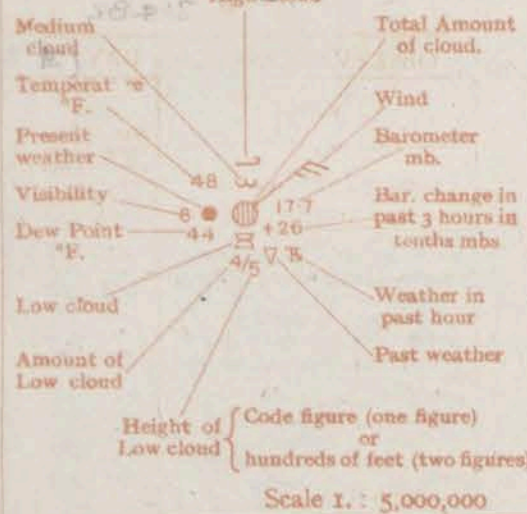 Medium
cloud
Total Amount
of cloud.
Temperat
°F.
Wind
Present
weather
Barometer
mb.
48
Visibility
6
17.7
Bar. change in
past 3 hours in
tenths mbs
Dew Point
°F.
44
+26
4/5
Low cloud
Weather in
past hour
Amount of
Low cloud
Past weather
Height of
Low cloud
Code figure (one figure)
or
hundreds of feet (two figures)
Scale 1. : 5,000,000